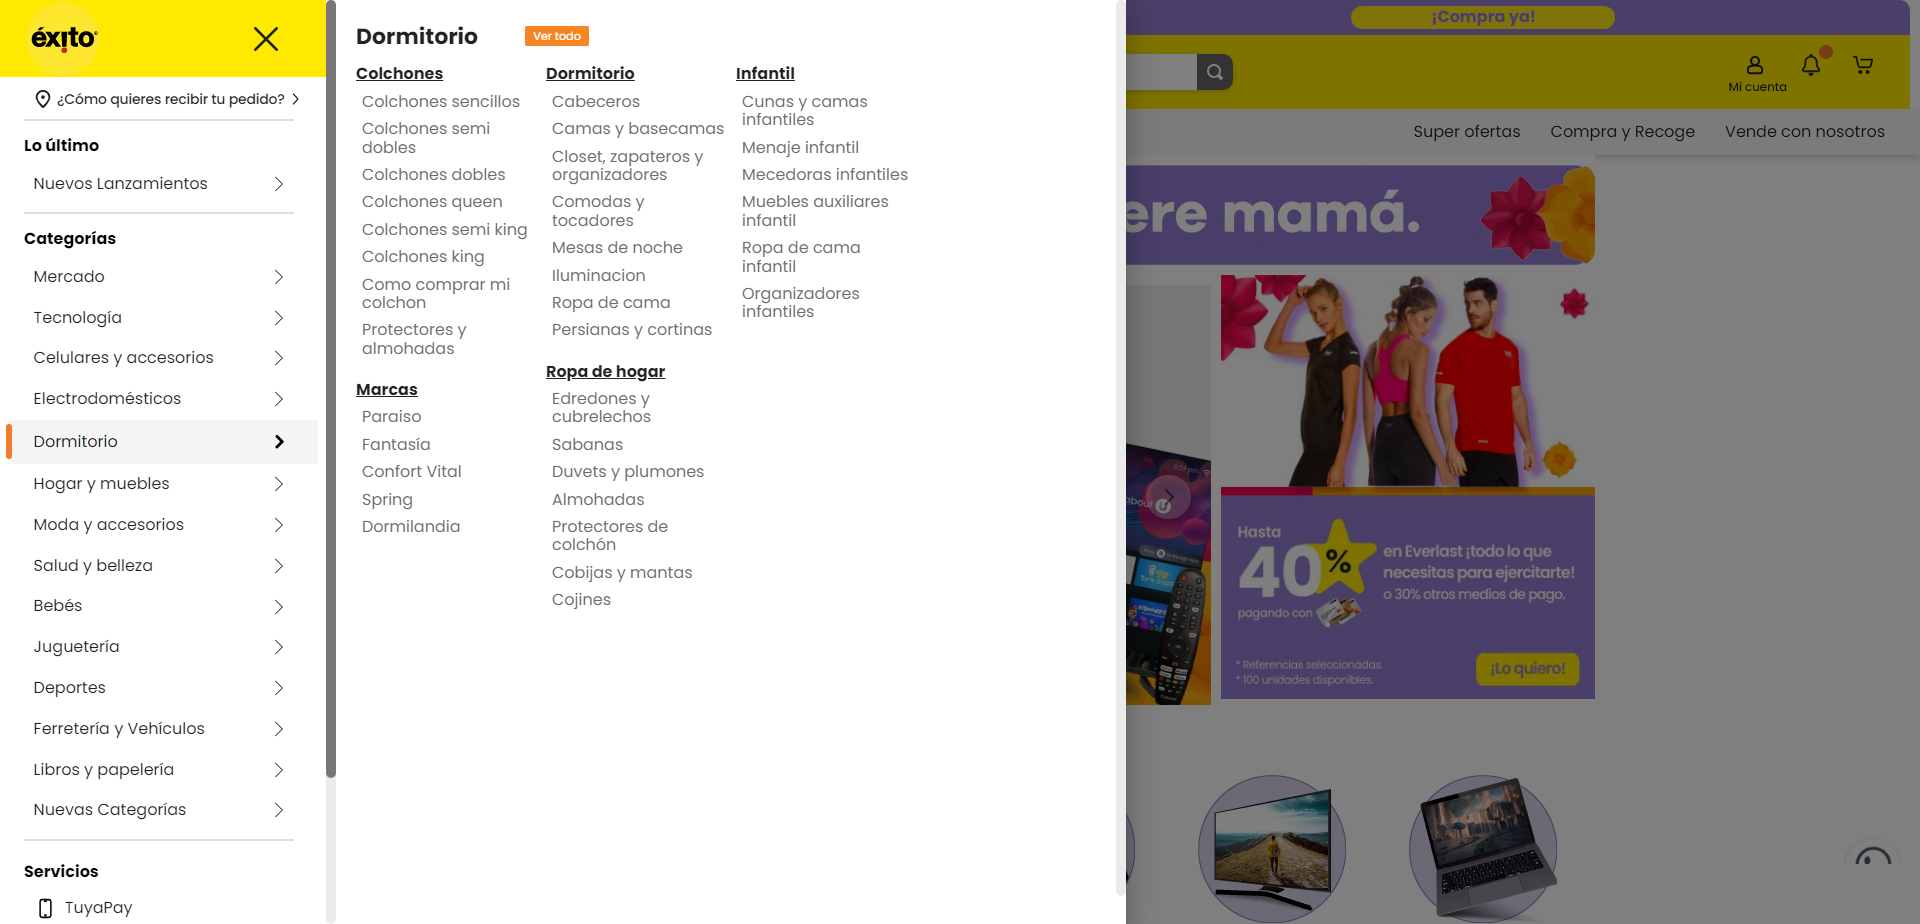 éxito
¿Cómo quieres recibir tu pedido?
Lo último
Nuevos Lanzamientos
Categorías
Mercado
Tecnología
Celulares y accesorios
Electrodomésticos
Dormitorio
Hogar y muebles
Moda y accesorios
Salud y belleza
Bebés
Juguetería
Deportes
Ferretería y Vehículos
Libros y papelería
Nuevas Categorías
Servicios
TuyaPay
Dormitorio
Ver todo
Colchones
Colchones sencillos
Colchones semi
dobles
Colchones dobles
Colchones queen
Colchones semi king
Colchones king
Como comprar mi
colchon
Protectores y
almohadas
Marcas
Paraiso
Fantasía
Confort Vital
Spring
Dormilandia
Dormitorio
Cabeceros
Camas y basecamas
Closet, zapateros y
organizadores
Comodas y
tocadores
Mesas de noche
Iluminacion
Ropa de cama
Persianas y cortinas
Ropa de hogar
Edredones y
cubrelechos
Sabanas
Duvets y plumones
Almohadas
Protectores de
colchón
Cobijas y mantas
Cojines
Infantil
Cunas y camas
infantiles
Menaje infantil
Mecedoras infantiles
Muebles auxiliares
infantil
Ropa de cama
infantil
Organizadores
infantiles
¡Compra ya!
Mi cuenta
Super ofertas
Compra y Recoge
Vende con nosotros
ere mamá.
Hasta
40%
en Everlast ¡todo lo que
necesitas para ejercitarte!
o 30% otros medios de pago.
pagando con
* Referencias seleccionadas.
* 100 unidades disponibles.
¡Lo quiero!